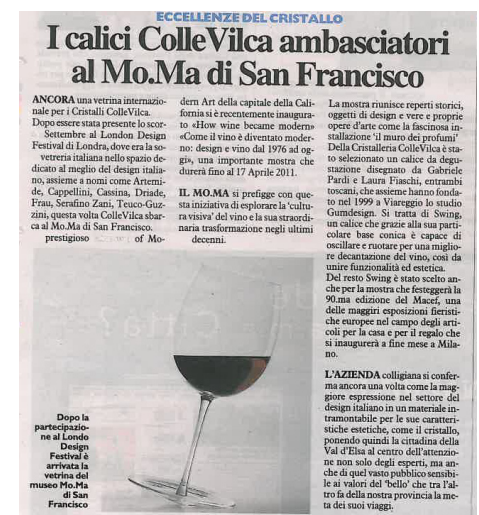 ECCELLENZE DEL CRISTALLO
I calici ColleVilca ambasciatori
al Mo.Ma di San Francisco
ANCORA una vetrina internazio-
nale per i Cristalli ColleVilca.
Dopo essere stata presente lo scor-
Settembre al London Design
Festival di Londra, dove era la so-
vetreria italiana nello spazio de-
dicato al meglio del design italia-
no, assieme a nomi come Artemi-
de, Cappellini, Cassina, Driade,
Frau, Serafino Zani, Teuco-Guz-
zini, questa volta ColleVilca sbar-
ca al Mo.Ma di San Francisco.
prestigioso of Mo-
dern Art della capitale della Cali-
fornia si è recentemente inaugura-
to «How wine became modern»
«Come il vino è diventato moder-
no: design e vino dal 1976 ad og-
gi», una importante mostra che
durerà fino al 17 Aprile 2011.
IL MO.MA si prefigge con que-
sta iniziativa di esplorare la 'cultu-
ra visiva' del vino e la sua straordi-
naria trasformazione negli ultimi
decenni.
La mostra riunisce reperti storici,
oggetti di design e vere e proprie
opere d'arte come la fascinosa in-
stallazione 'il muro dei profumi'
Della Cristalleria ColleVilca è sta-
to selezionato un calice da degu-
stazione disegnato da Gabriele
Pardi e Laura Fiaschi, entrambi
toscani, che assieme hanno fonda-
to nel 1999 a Viareggio lo studio
Gumdesign. Si tratta di Swing,
un calice che grazie alla sua parti-
colare base conica è capace di
oscillare e ruotare per una miglio-
re decantazione del vino, così da
unire funzionalità ed estetica.
Del resto Swing è stato scelto an-
che per la mostra che festeggerà la
90.ma edizione del Macef, una
delle maggiori esposizioni fieristi-
che europee nel campo degli arti-
coli per la casa e per il regalo che
si inaugurerà a fine mese a Mila-
no.
L'AZIENDA colligiana si confer-
ma ancora una volta come la mag-
giore espressione nel settore del
design italiano in un materiale in-
tramontabile per le sue caratteri-
stiche estetiche, come il cristallo,
ponendo quindi la cittadina della
Val d'Elsa al centro dell'attenzio-
ne non solo degli esperti, ma an-
che di quel vasto pubblico sensibi-
le ai valori del 'bello' che tra l'al-
tro fa della nostra provincia la me-
ta dei suoi viaggi.
Dopo la
partecipazio-
ne al Londo
Design
Festival è
arrivata la
vetrina del
museo Mo.Ma
di San
Francisco